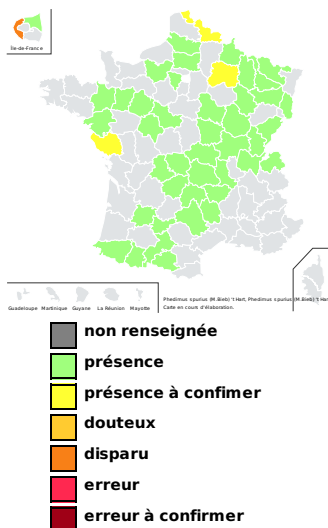 Île-de-France
Guadeloupe Martinique Guyane La Réunion Mayotte
Phedimus spurius (M.Bieb) 't Hart, Phedimus spurius (M.Bieb) 't Hart
Carte en cours d'élaboration.
non renseignée
présence
présence à confimer
douteux
disparu
erreur
erreur à confirmer